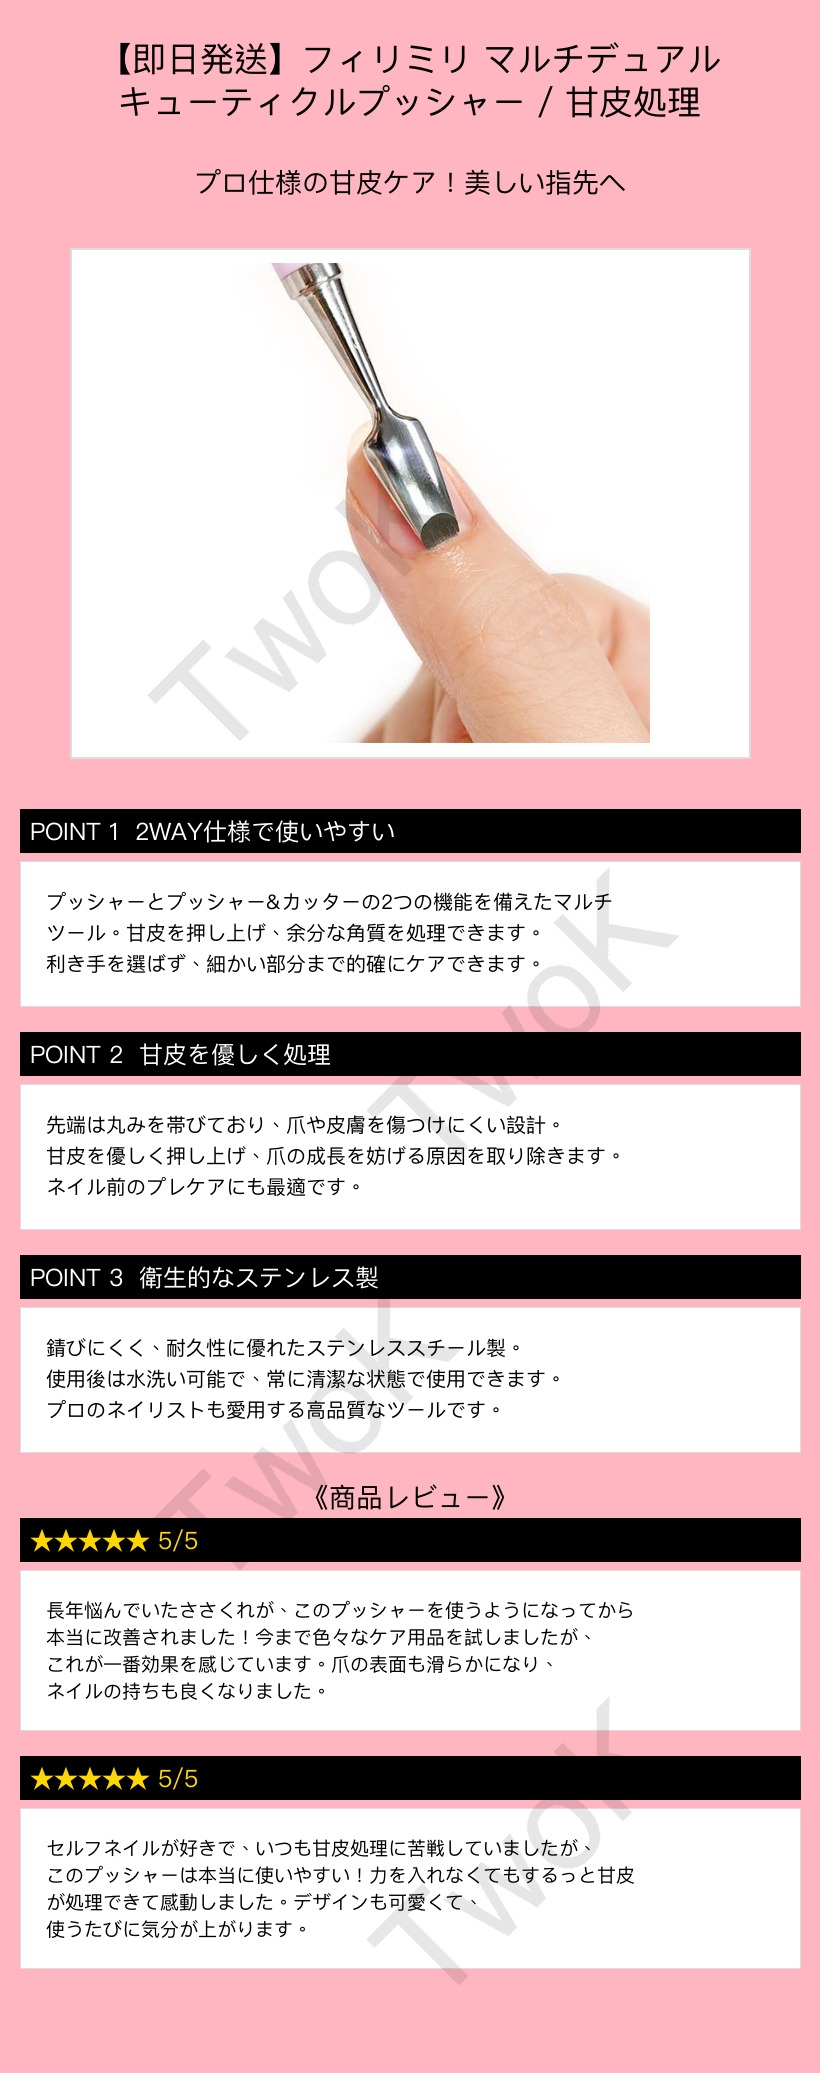 【即日発送】フィリミリ マルチデュアル
キューティクルプッシャー / 甘皮処理
プロ仕様の甘皮ケア！美しい指先へ
TwoK
POINT 1 2WAY仕様で使いやすい
プッシャーとプッシャー&カッターの2つの機能を備えたマルチ
ツール。甘皮を押し上げ、余分な角質を処理できます。
利き手を選ばず、細かい部分まで的確にケアできます。
TwoK
POINT 2 甘皮を優しく処理
先端は丸みを帯びており、爪や皮膚を傷つけにくい設計。
甘皮を優しく押し上げ、爪の成長を妨げる原因を取り除きます。
ネイル前のプレケアにも最適です。
POINT 3 衛生的なステンレス製
錆びにくく、耐久性に優れたステンレススチール製。
使用後は水洗い可能で、常に清潔な状態で使用できます。
プロのネイリストも愛用する高品質なツールです。
TwoK
《商品レビュー》
★★★★★ 5/5
長年悩んでいたささくれが、このプッシャーを使うようになってから
本当に改善されました！今まで色々なケア用品を試しましたが、
これが一番効果を感じています。爪の表面も滑らかになり、
ネイルの持ちも良くなりました。
★★★★★ 5/5
セルフネイルが好きで、いつも甘皮処理に苦戦していましたが、
このプッシャーは本当に使いやすい！力を入れなくてもするっと甘皮
が処理できて感動しました。デザインも可愛くて、
使うたびに気分が上がります。
TwoK